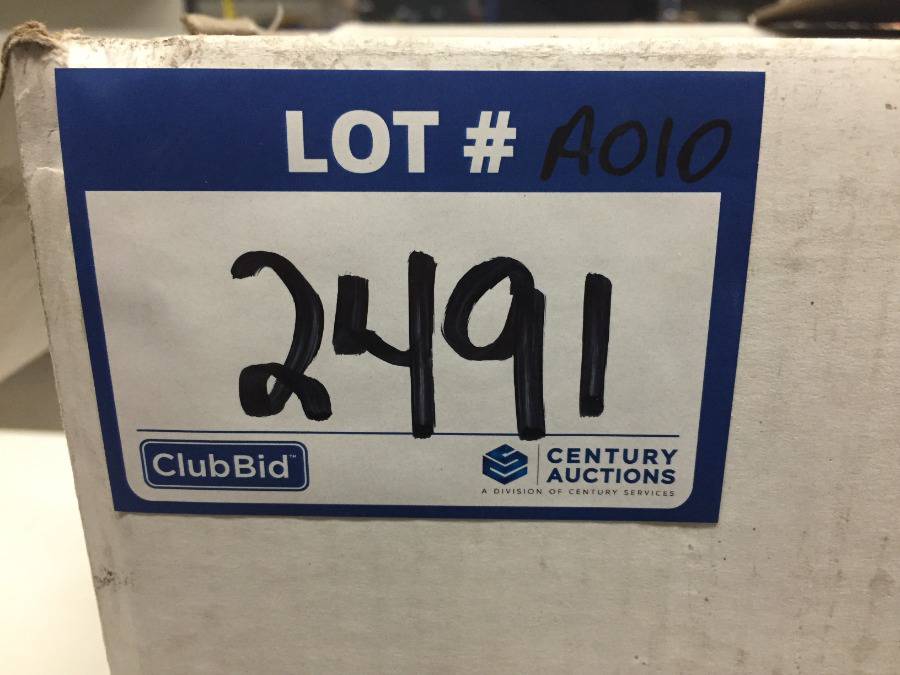 LOT # A010
2491
ClubBid™
CENTURY
AUCTIONS
A DIVISION OF CENTURY SERVICES